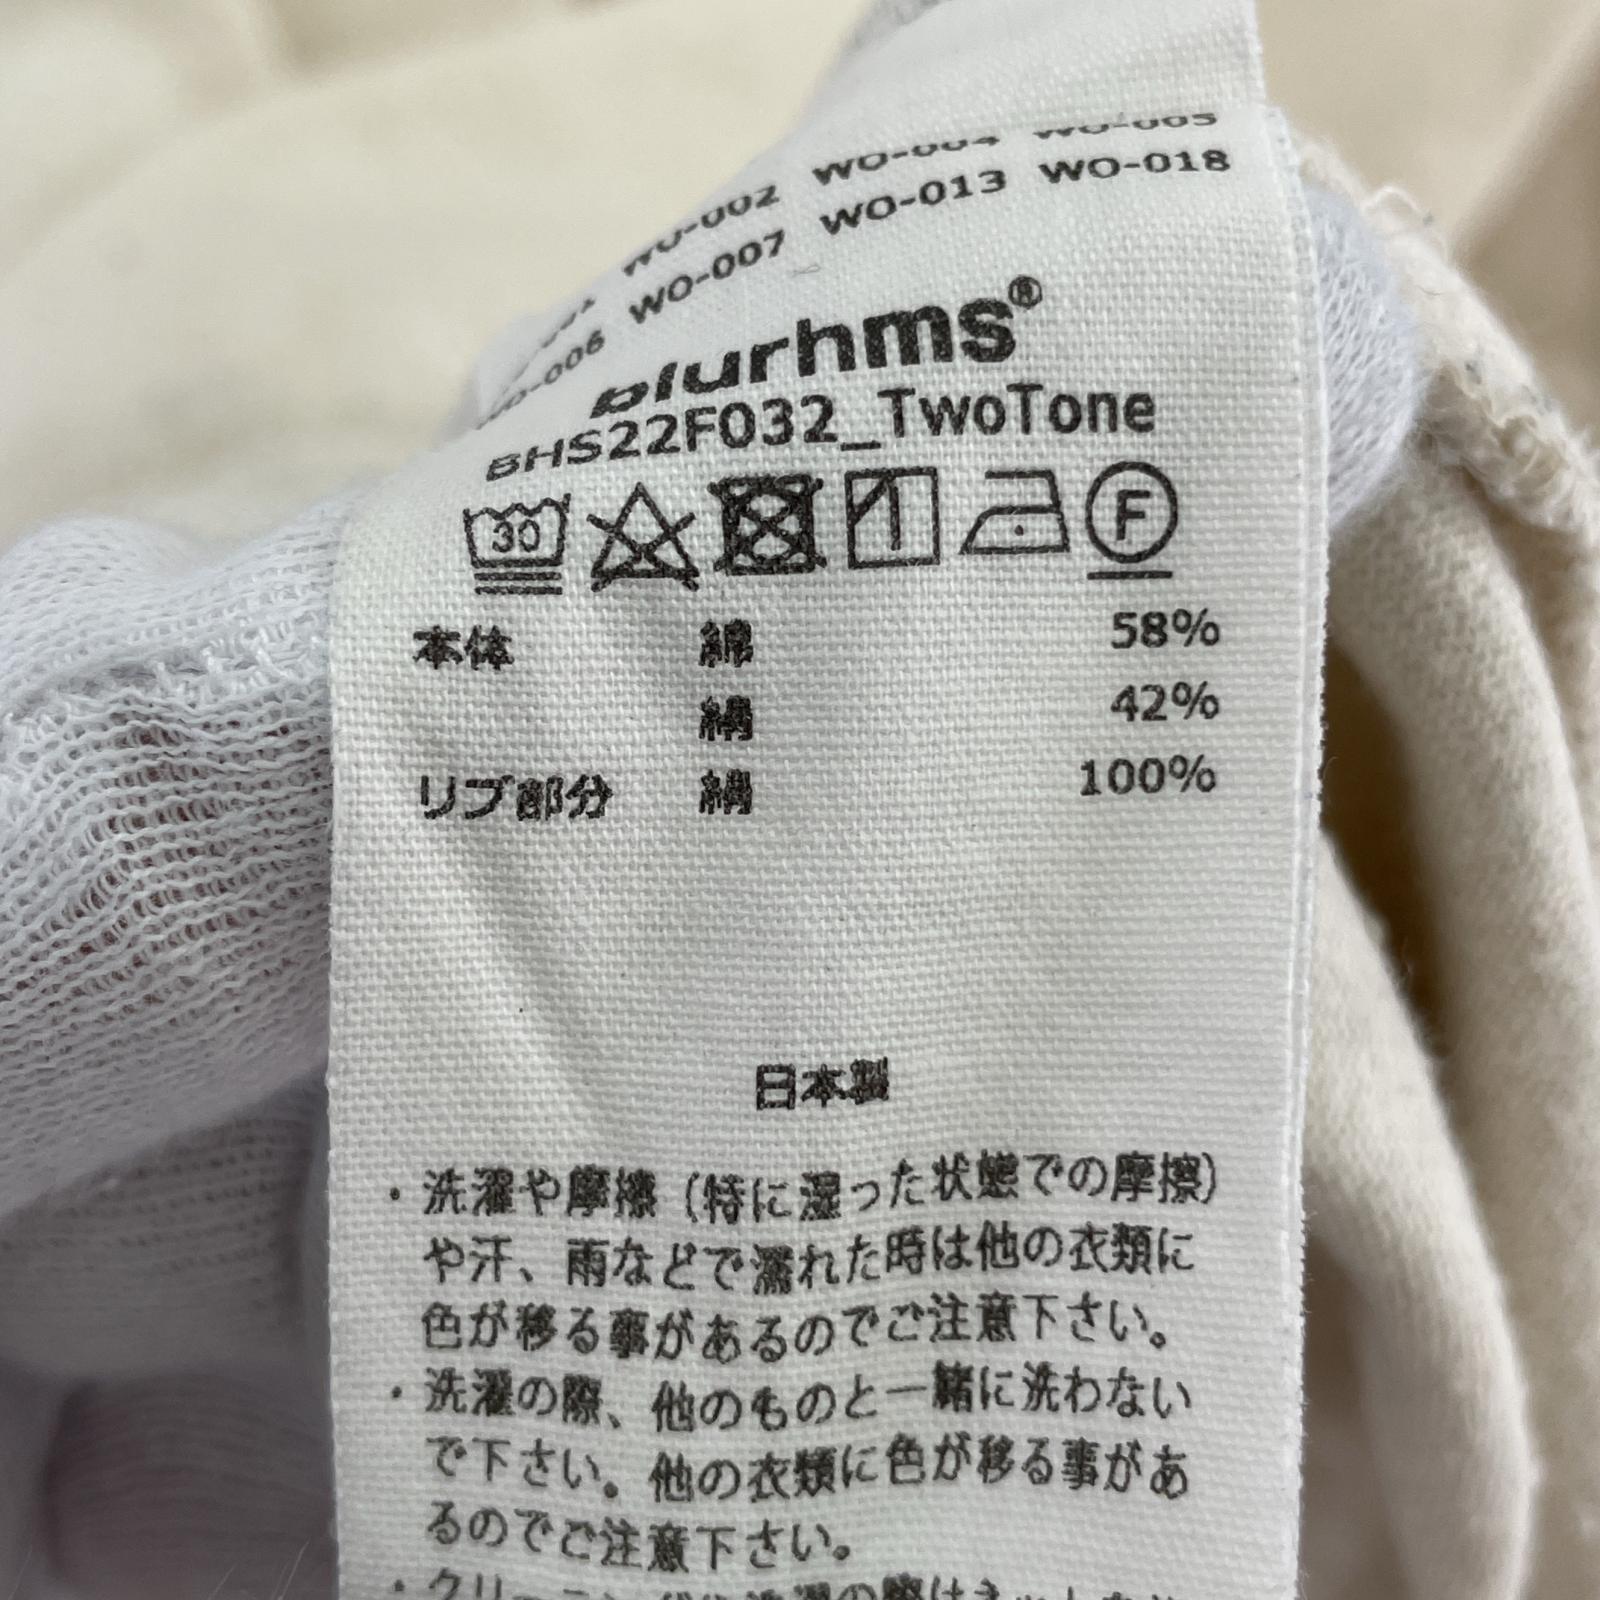 WO-002 WO-004 WO-005
WO-006 WO-007 WO-013 WO-018
blurhms®
BHS22F032_TwoTone
30 F
本体 綿 58%
絹 42%
リブ部分 絹 100%
日本製
・洗濯や摩擦(特に湿った状態での摩擦)
や汗、雨などで濡れた時は他の衣類に
色が移る事があるのでご注意下さい。
・洗濯の際、他のものと一緒に洗わない
で下さい。他の衣類に色が移る事があ
るのでご注意下さい。